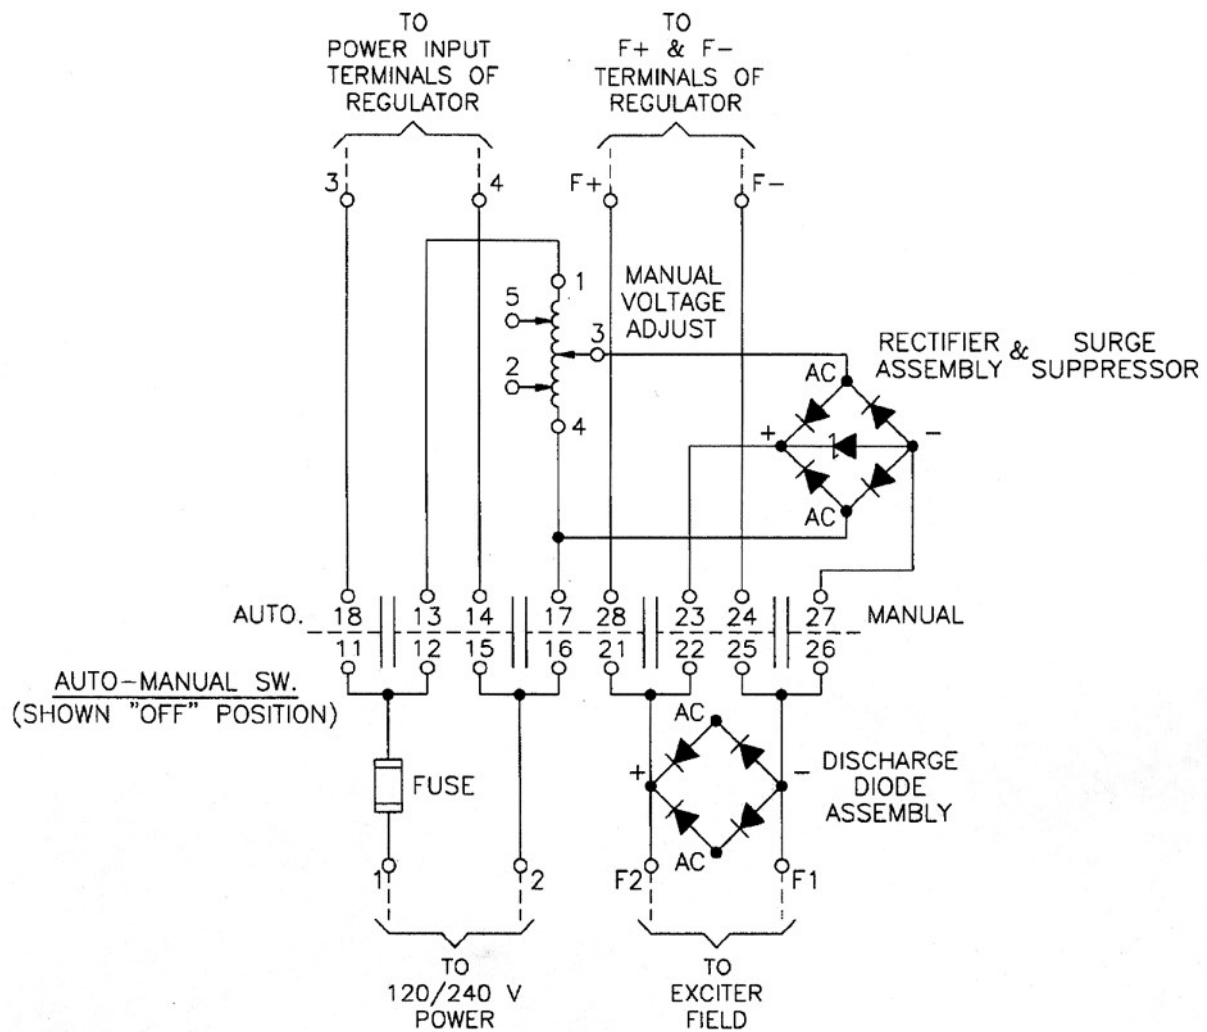 TO
POWER INPUT
TERMINALS OF
REGULATOR
TO
F+ & F-
TERMINALS OF
REGULATOR
3
4
F+
F-
1
5
MANUAL
VOLTAGE
ADJUST
3
2
4
RECTIFIER & SURGE
ASSEMBLY SUPPRESSOR
AC
+
-
AC
AUTO.
18
13
14
17
28
23
24
27
MANUAL
11
12
15
16
21
22
25
26
AUTO-MANUAL SW.
(SHOWN "OFF" POSITION)
FUSE
AC
+
-
AC
DISCHARGE
DIODE
ASSEMBLY
1
2
F2
F1
TO
120/240 V
POWER
TO
EXCITER
FIELD